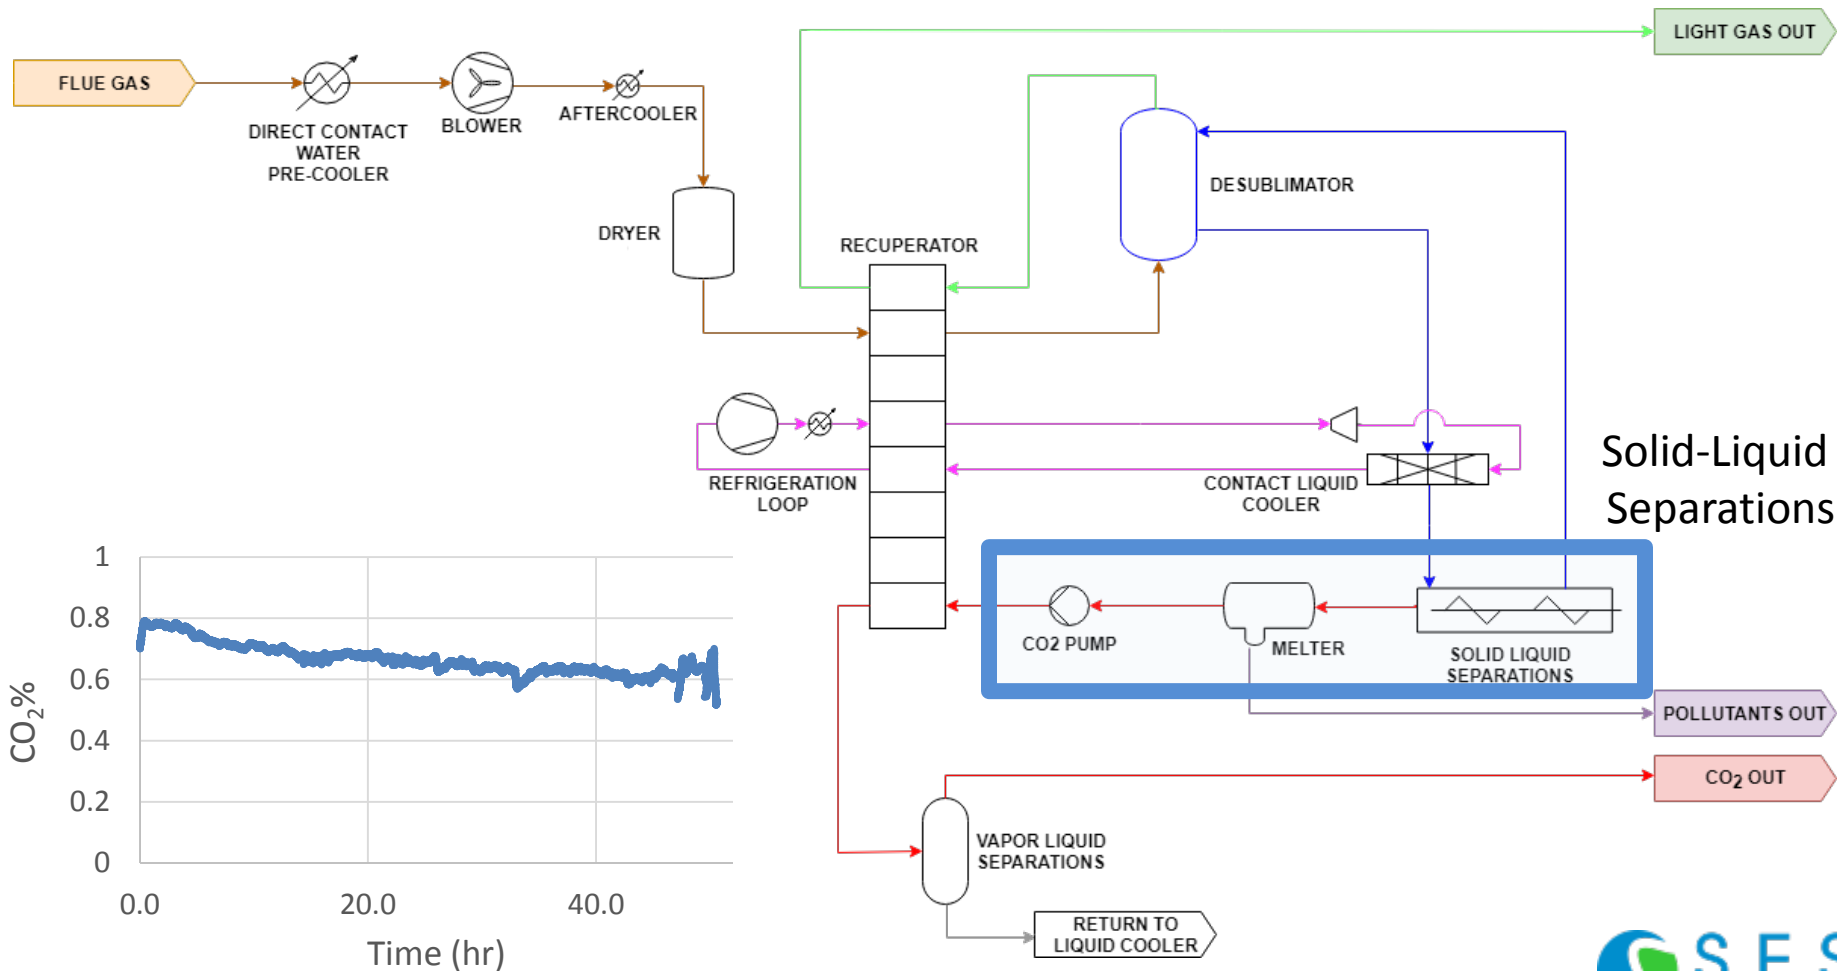 LIGHT GAS OUT
FLUE GAS
DIRECT CONTACT
WATER
PRE-COOLER
BLOWER
AFTERCOOLER
DRYER
RECUPERATOR
DESUBLIMATOR
REFRIGERATION
LOOP
CONTACT LIQUID
COOLER
Solid-Liquid
Separations
CO2 PUMP
MELTER
SOLID LIQUID
SEPARATIONS
POLLUTANTS OUT
CO₂ OUT
VAPOR LIQUID
SEPARATIONS
RETURN TO
LIQUID COOLER
CO₂%
1
0.8
0.6
0.4
0.2
0
0.0 20.0 40.0
Time (hr)